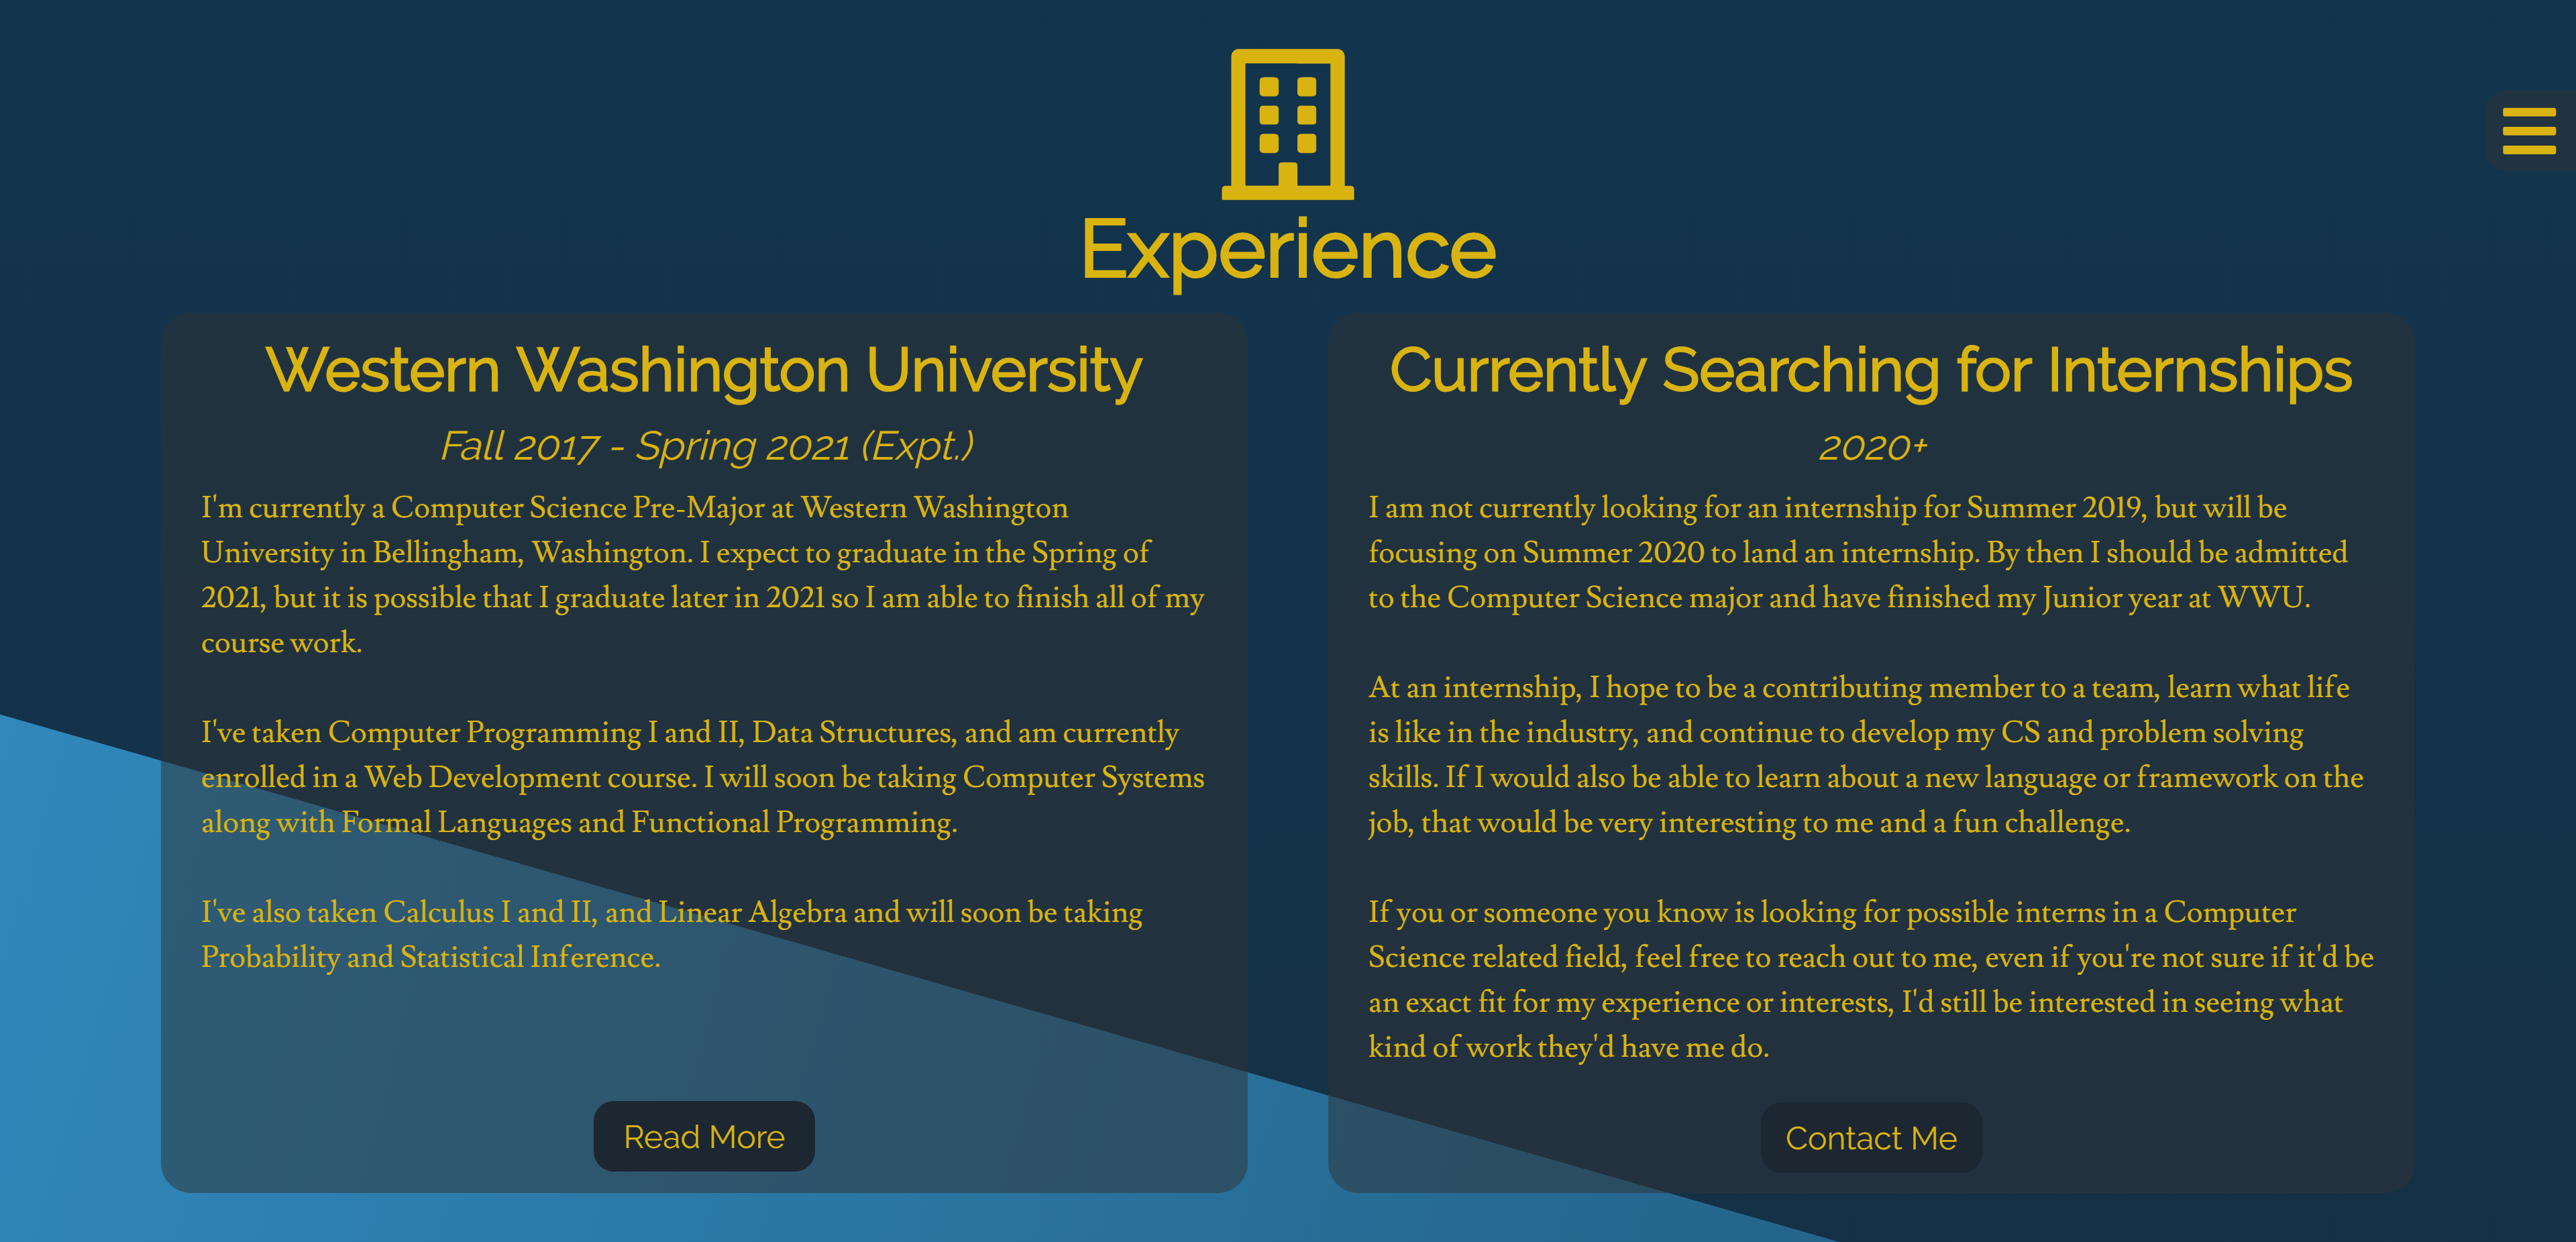 Experience
Western Washington University
Fall 2017 - Spring 2021 (Expt.)
I'm currently a Computer Science Pre-Major at Western Washington
University in Bellingham, Washington. I expect to graduate in the Spring of
2021, but it is possible that I graduate later in 2021 so I am able to finish all of my
course work.
I've taken Computer Programming I and II, Data Structures, and am currently
enrolled in a Web Development course. I will soon be taking Computer Systems
along with Formal Languages and Functional Programming.
I've also taken Calculus I and II, and Linear Algebra and will soon be taking
Probability and Statistical Inference.
Read More
Currently Searching for Internships
2020+
I am not currently looking for an internship for Summer 2019, but will be
focusing on Summer 2020 to land an internship. By then I should be admitted
to the Computer Science major and have finished my Junior year at WWU.
At an internship, I hope to be a contributing member to a team, learn what life
is like in the industry, and continue to develop my CS and problem solving
skills. If I would also be able to learn about a new language or framework on the
job, that would be very interesting to me and a fun challenge.
If you or someone you know is looking for possible interns in a Computer
Science related field, feel free to reach out to me, even if you're not sure if it'd be
an exact fit for my experience or interests, I'd still be interested in seeing what
kind of work they'd have me do.
Contact Me